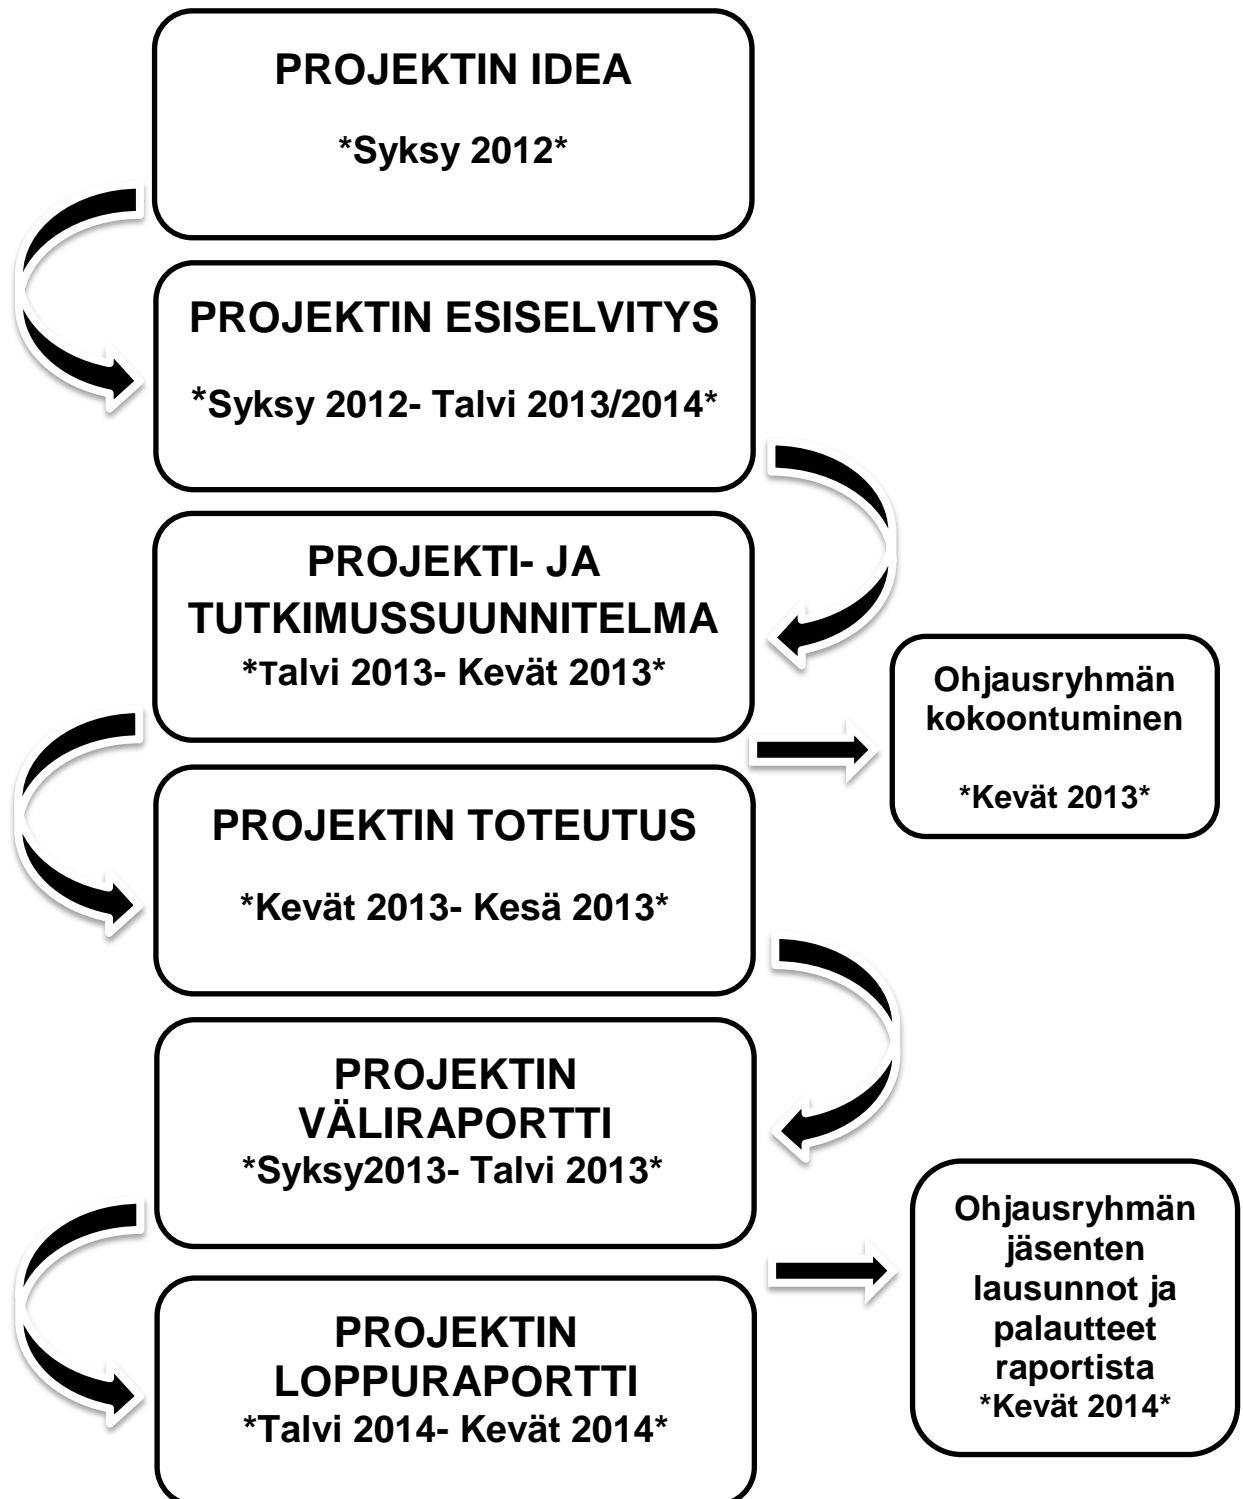 PROJEKTIN IDEA
*Syksy 2012*
PROJEKTIN ESISELVITYS
*Syksy 2012- Talvi 2013/2014*
PROJEKTI- JA
TUTKIMUSSUUNNITELMA
*Talvi 2013- Kevät 2013*
Ohjausryhmän
kokoontuminen
*Kevät 2013*
PROJEKTIN TOTEUTUS
*Kevät 2013- Kesä 2013*
PROJEKTIN
VÄLIRAPORTTI
*Syksy2013- Talvi 2013*
Ohjausryhmän
jäsenten
lausunnot ja
palautteet
raportista
*Kevät 2014*
PROJEKTIN
LOPPURAPORTTI
*Talvi 2014- Kevät 2014*